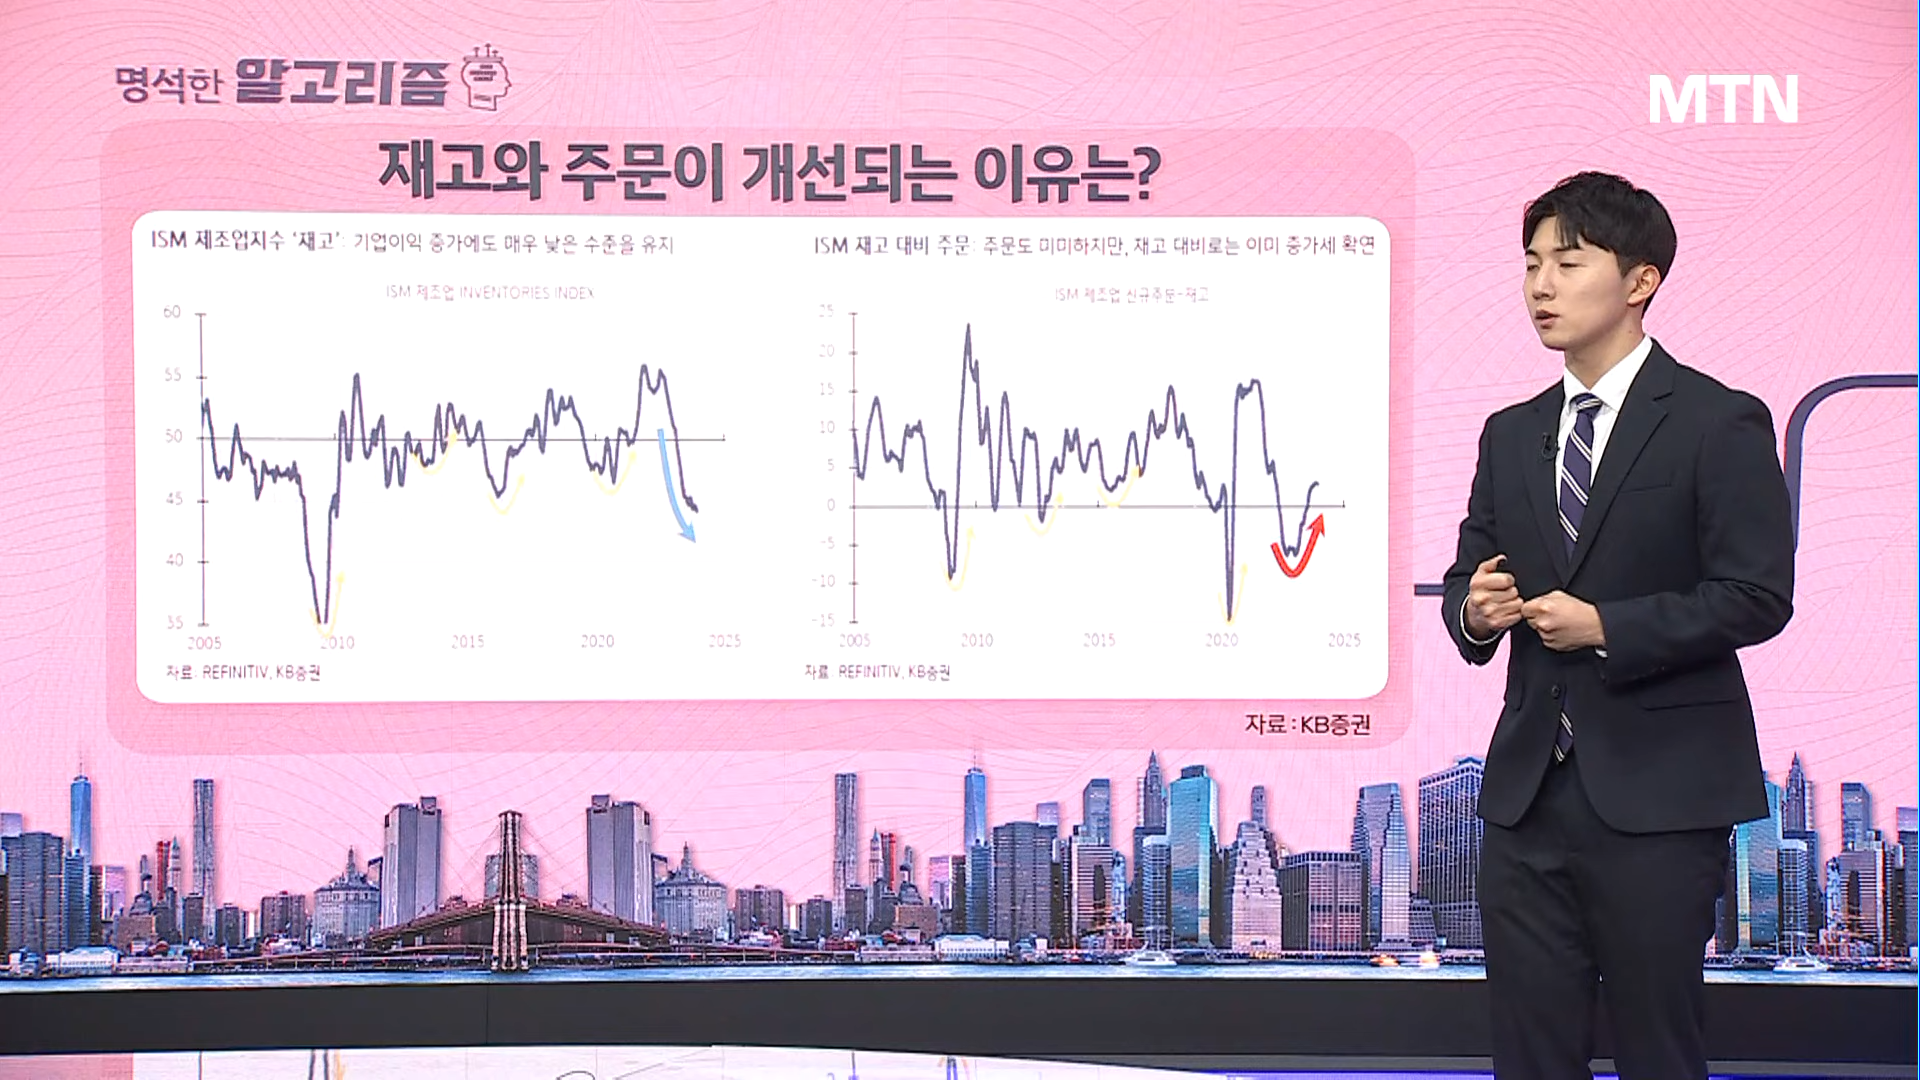 명석한 알고리즘
MTN
재고와 주문이 개선되는 이유는?
ISM 제조업지수 '재고': 기업이익 증가에도 매우 낮은 수준을 유지
ISM 제조업 INVENTORIES INDEX
60
55
50
45
40
35
2005 2010 2015 2020 2025
자료: REFINITIV, KB증권
ISM 재고 대비 주문: 주문도 미미하지만, 재고 대비로는 이미 증가세 확연
ISM 제조업 신규주문-재고
25
20
15
10
5
0
-5
-10
-15
2005 2010 2015 2020 2025
자료: REFINITIV, KB증권
자료:KB증권